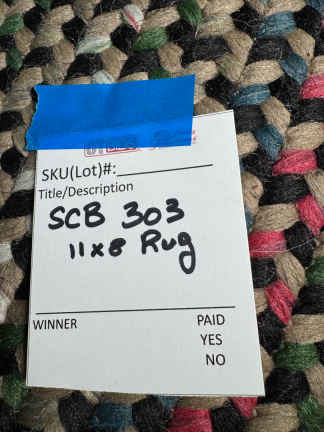 SKU(Lot)#:
Title/Description
SCB 303
11x8 Rug
WINNER PAID
YES
NO